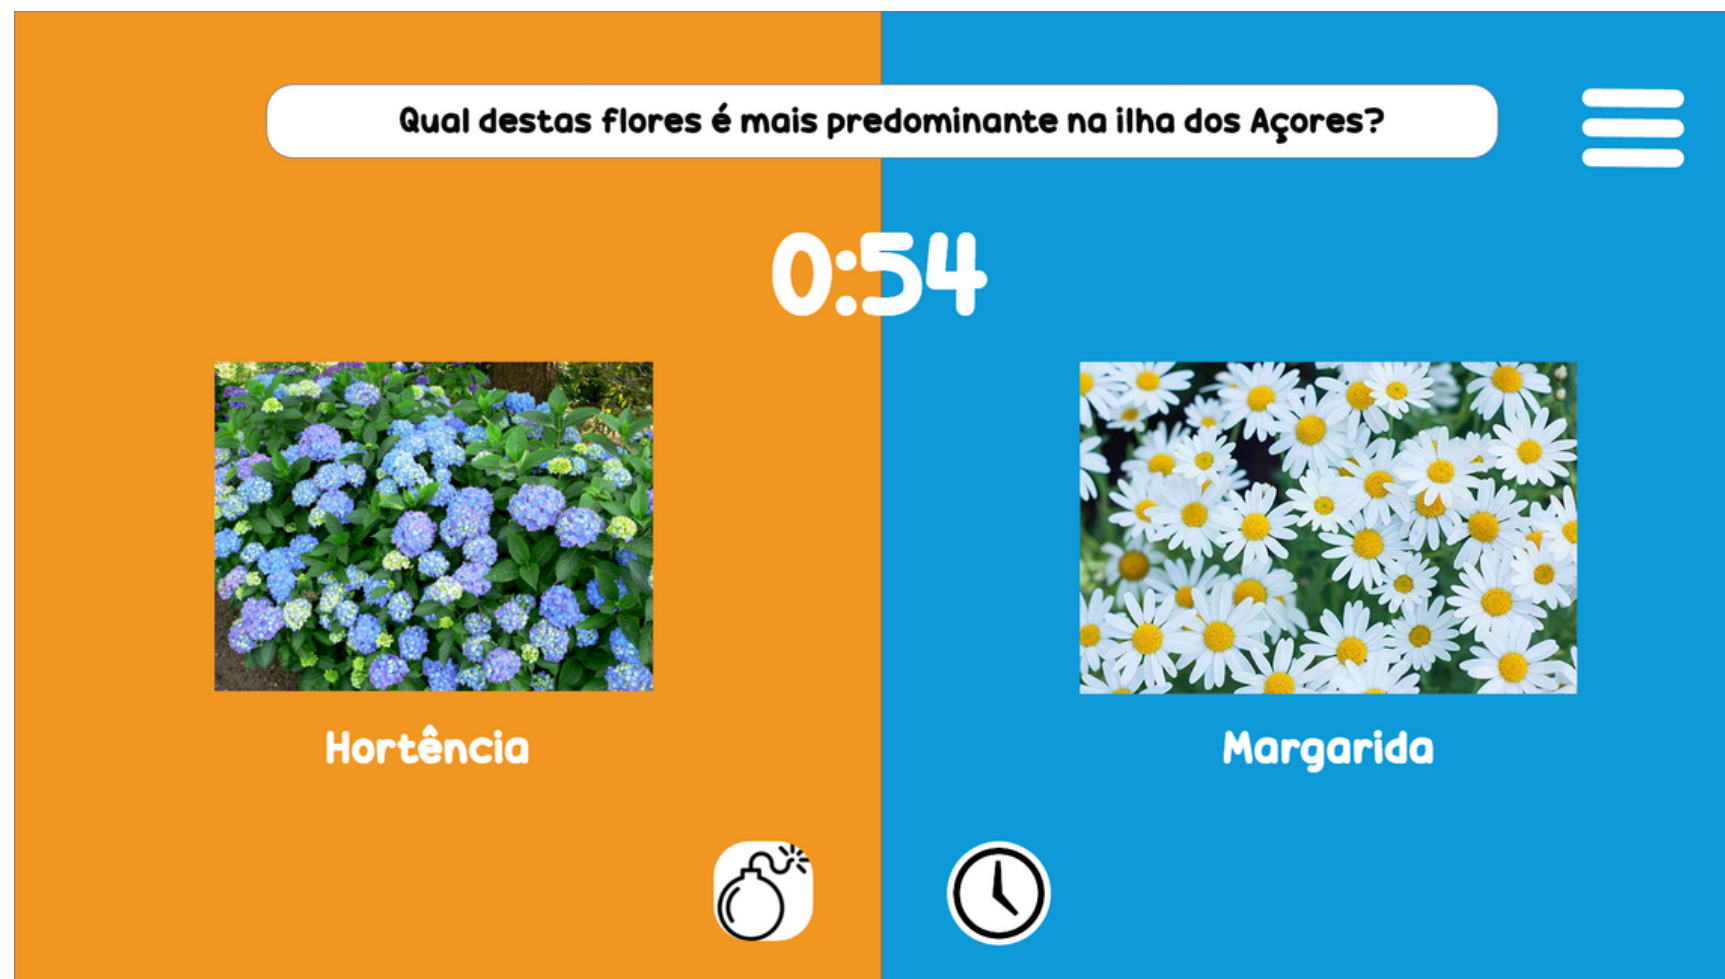 Qual destas flores é mais predominante na ilha dos Açores?
0:54
Hortência
Margarida